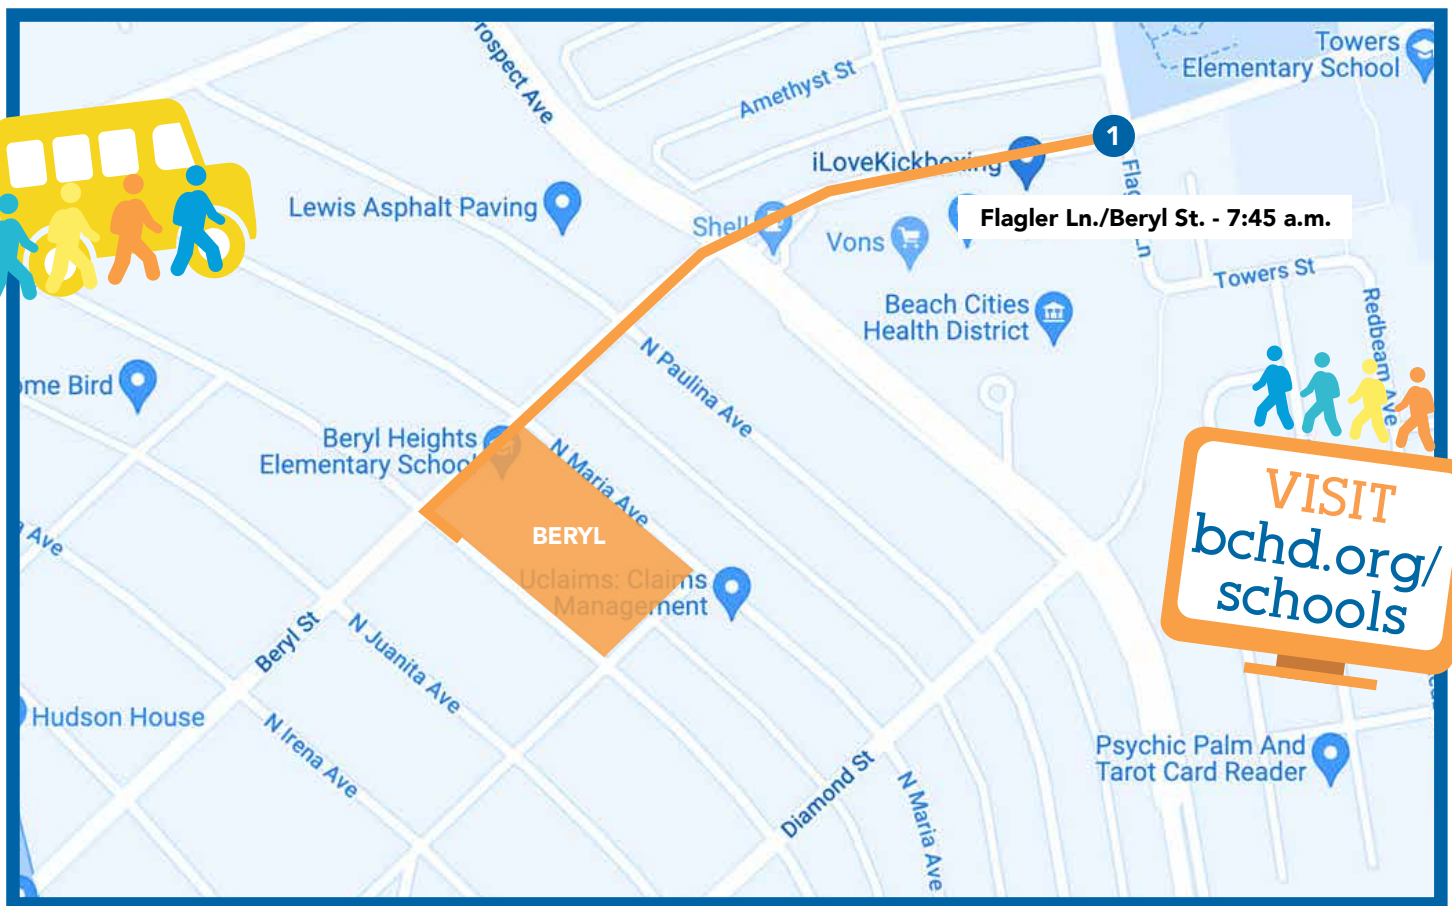 Towers
Elementary School
rospect Ave
Amethyst St
1
iLoveKickboxing
Lewis Asphalt Paving
Flagler Ln./Beryl St. - 7:45 a.m.
Shell
Vons
Ln
Towers St
Beach Cities
Health District
Redbeam Ave
N Paulina Ave
ome Bird
Beryl Heights
Elementary School
N Maria Ave
VISIT
bchd.org/
schools
BERYL
Ave
Uclaims: Claims
Management
Beryl St
N Juanita Ave
Hudson House
N Irena Ave
Psychic Palm And
Tarot Card Reader
Diamond St
N Maria Ave